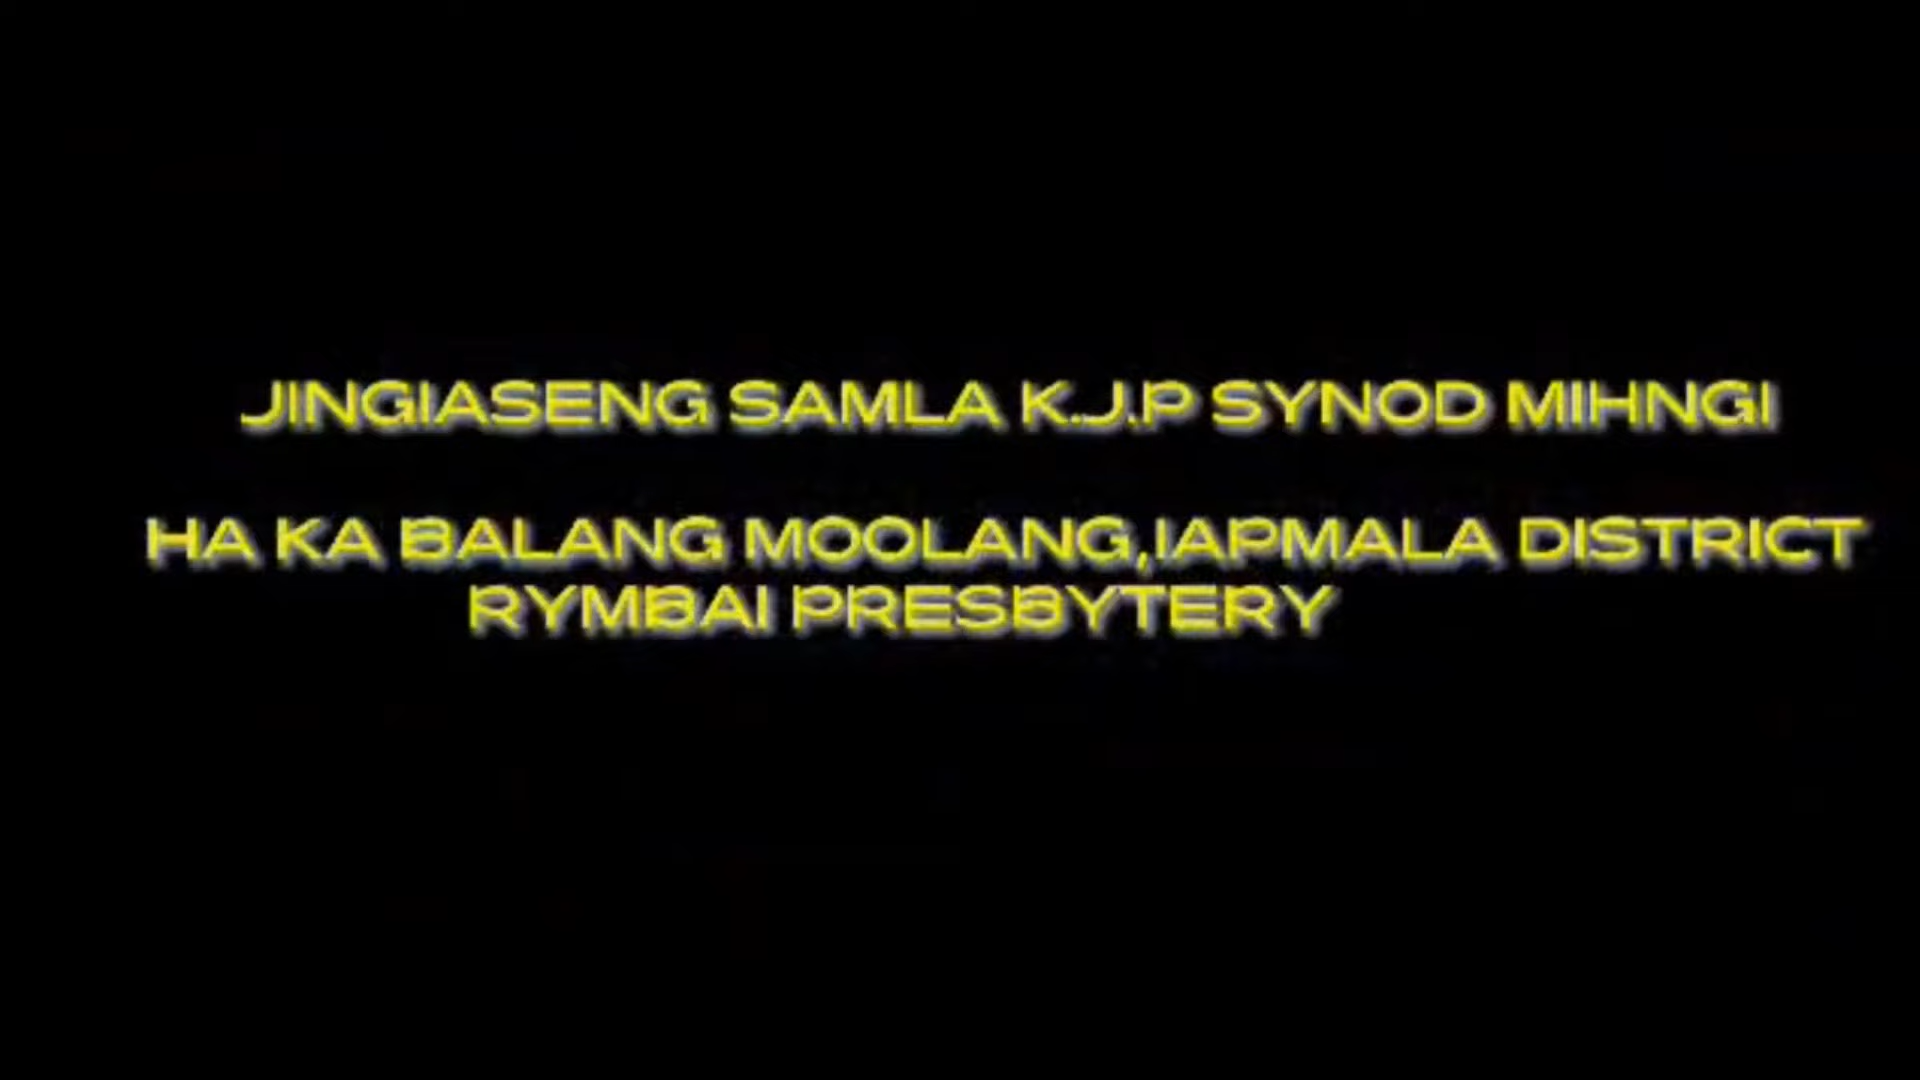 JINGIASENG SAMLA K.J.P SYNOD MIHNGI
HA KA BALANG MOOLANG,IAPMALA DISTRICT
RYMBAI PRESBYTERY